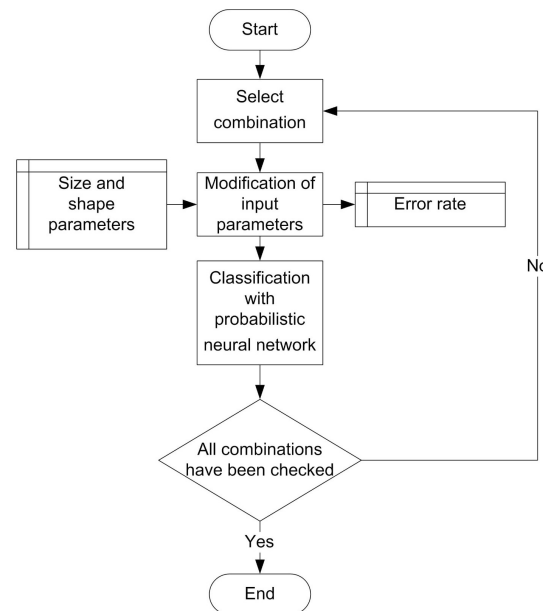 Start
Select
combination
Size and
shape
parameters
Modification of
input
parameters
Error rate
Classification
with
probabilistic
neural network
No
All combinations
have been checked
Yes
End